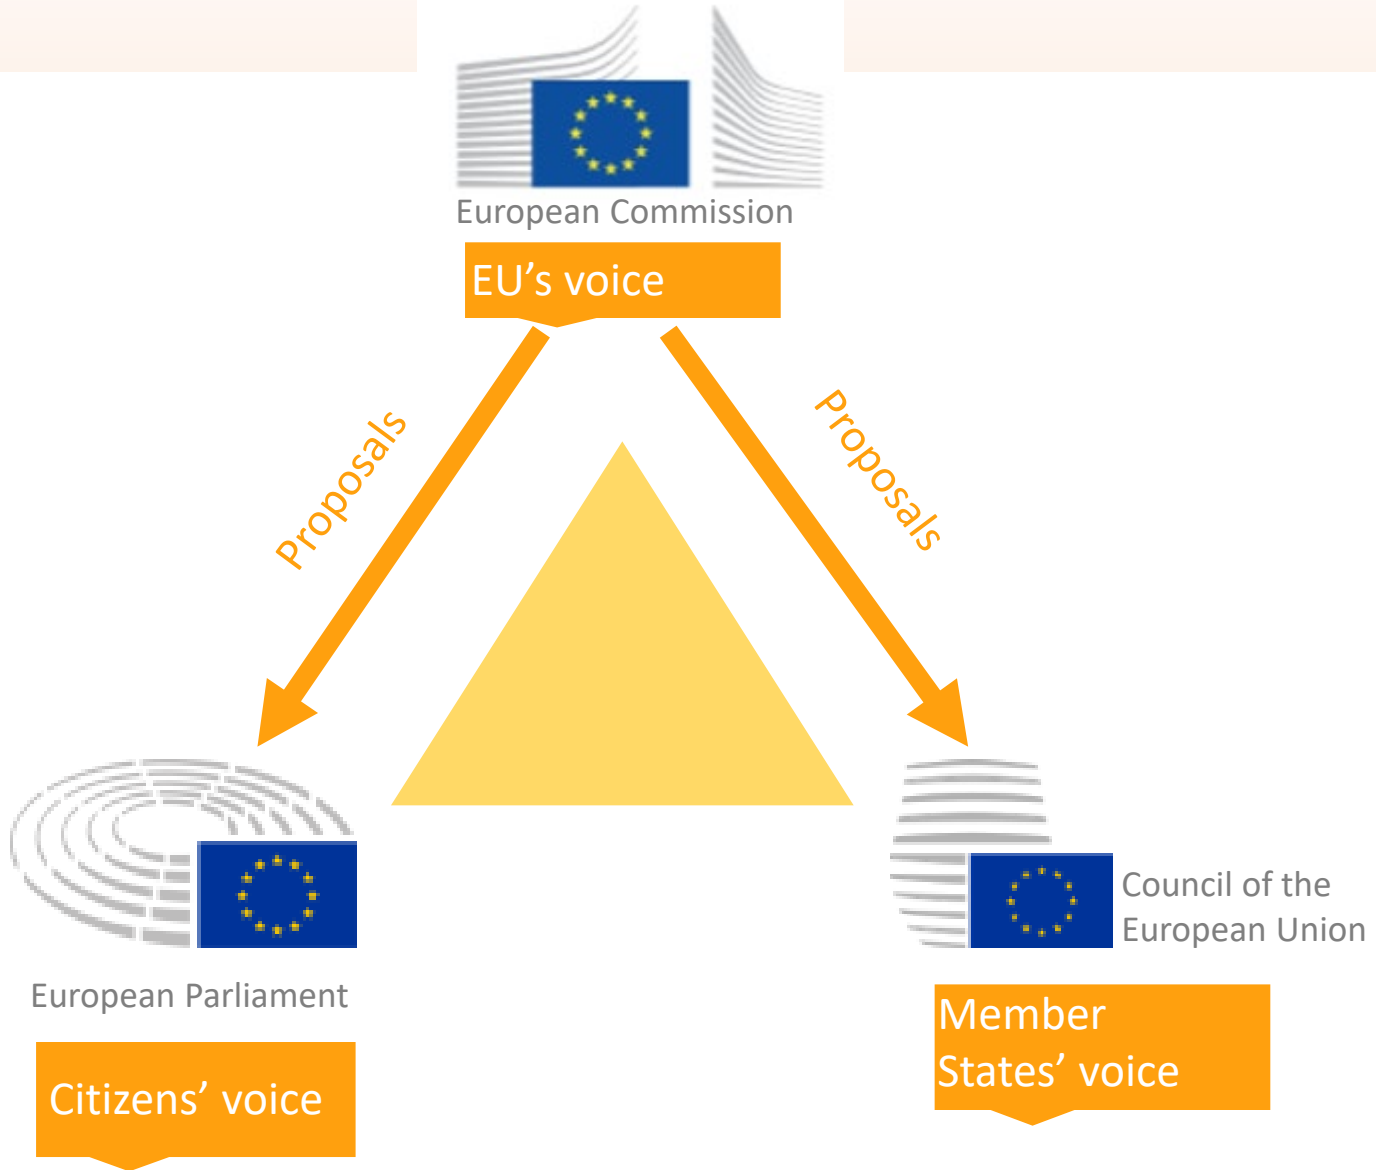 European Commission
EU’s voice
Proposals
Proposals
Council of the
European Union
European Parliament
Member
States’ voice
Citizens’ voice